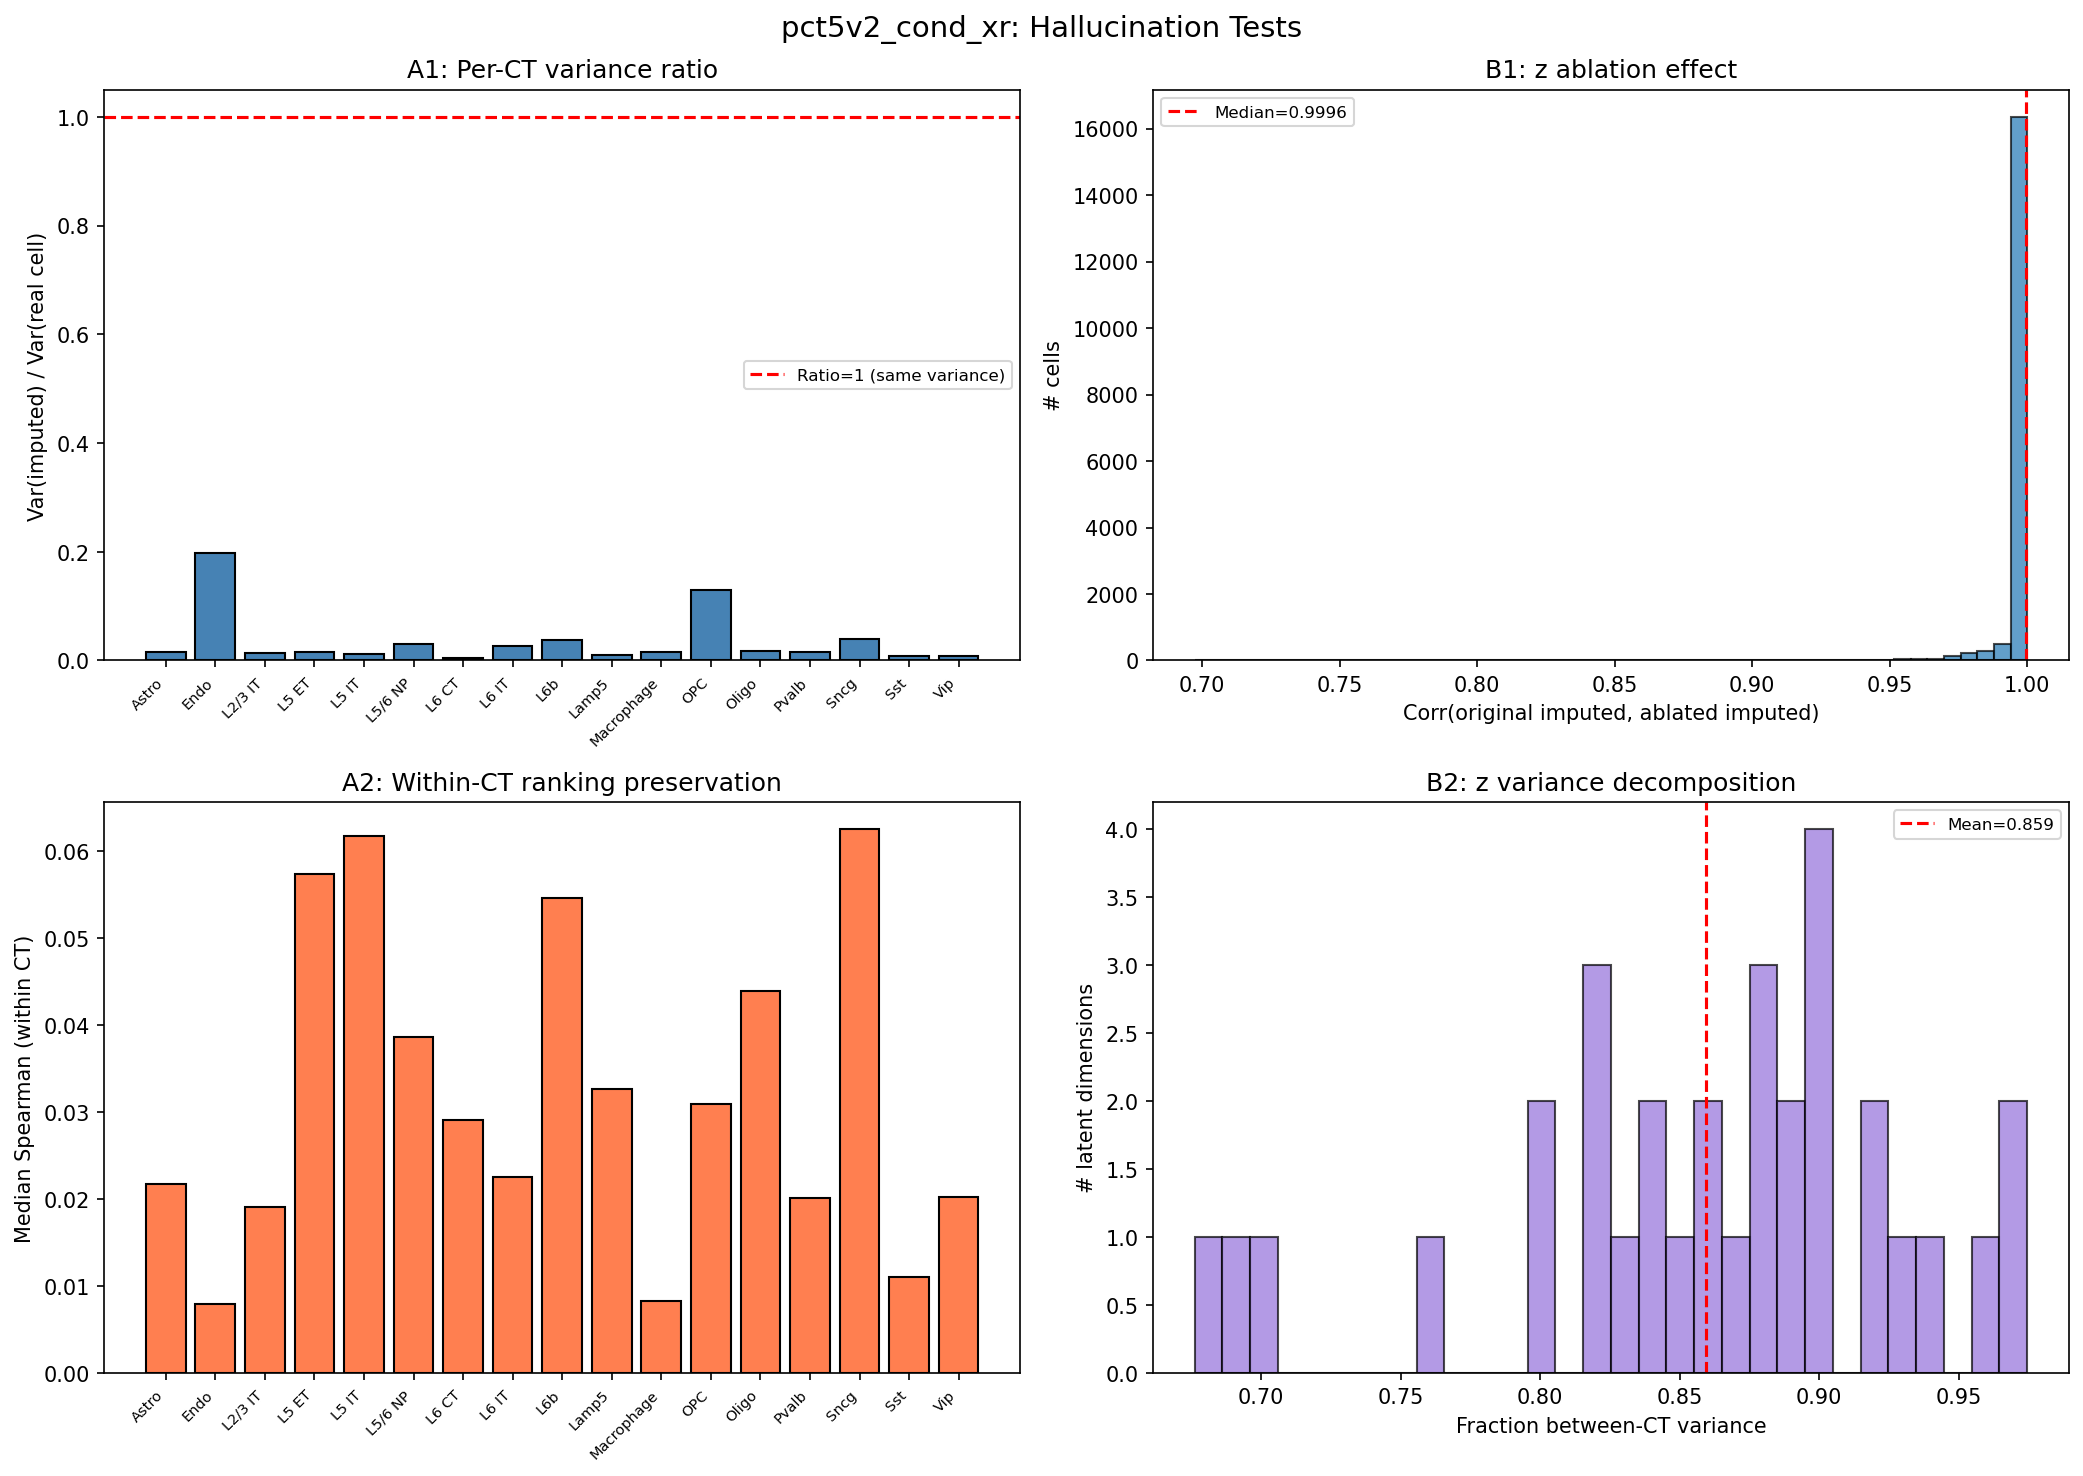 pct5v2_cond_xr: Hallucination Tests
A1: Per-CT variance ratio
Var(imputed) / Var(real cell)
1.0
0.8
0.6
0.4
0.2
0.0
Ratio=1 (same variance)
Astro
Endo
L2/3 IT
L5 ET
L5 IT
L5/6 NP
L6 CT
L6 IT
L6b
Lamp5
Macrophage
OPC
Oligo
Pvalb
Sncg
Sst
Vip
B1: z ablation effect
# cells
16000
14000
12000
10000
8000
6000
4000
2000
0
Median=0.9996
0.70
0.75
0.80
0.85
0.90
0.95
1.00
Corr(original imputed, ablated imputed)
A2: Within-CT ranking preservation
Median Spearman (within CT)
0.06
0.05
0.04
0.03
0.02
0.01
0.00
Astro
Endo
L2/3 IT
L5 ET
L5 IT
L5/6 NP
L6 CT
L6 IT
L6b
Lamp5
Macrophage
OPC
Oligo
Pvalb
Sncg
Sst
Vip
B2: z variance decomposition
# latent dimensions
4.0
3.5
3.0
2.5
2.0
1.5
1.0
0.5
0.0
Mean=0.859
0.70
0.75
0.80
0.85
0.90
0.95
Fraction between-CT variance